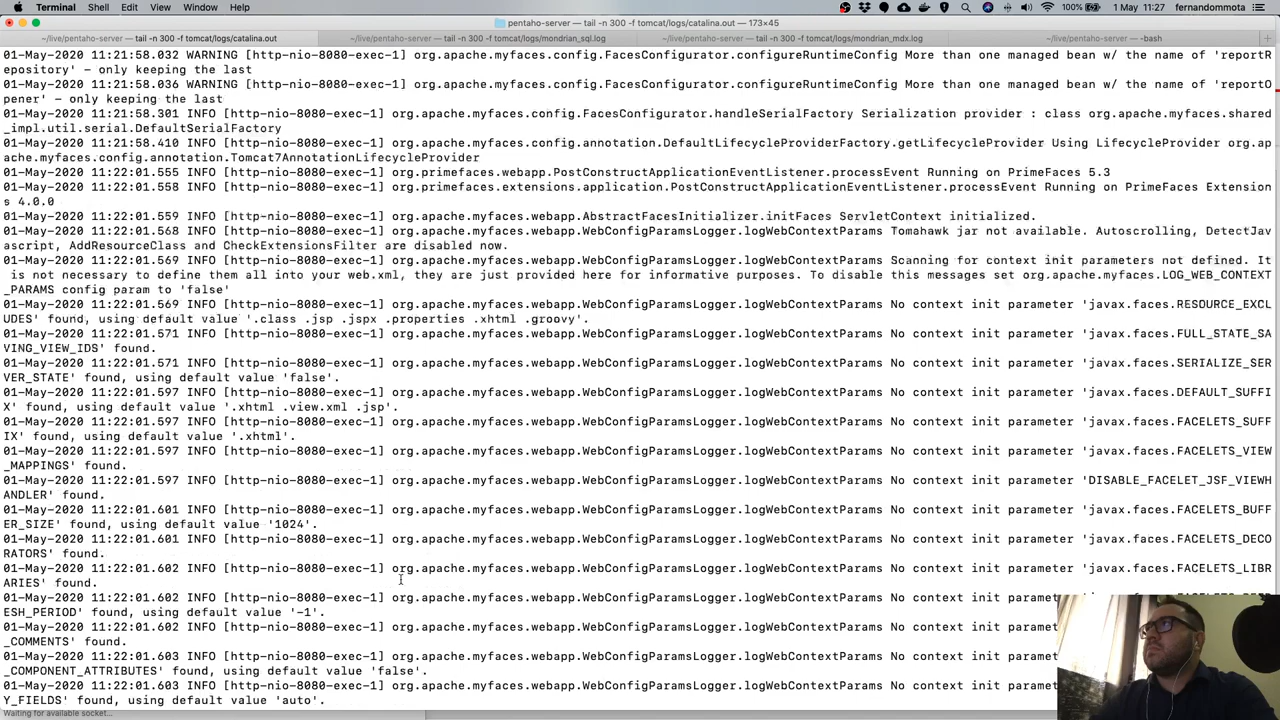 Terminal Shell Edit View Window Help 100% 1 May 11:27 fernandommota
pentaho-server — tail -n 300 -f tomcat/logs/catalina.out — 173×45
~/live/pentaho-server — tail -n 300 -f tomcat/logs/catalina.out ~/live/pentaho-server — tail -n 300 -f tomcat/logs/mondrian_sql.log ~/live/pentaho-server — tail -n 300 -f tomcat/logs/mondrian_mdx.log ~/live/pentaho-server — -bash +
01-May-2020 11:21:58.032 WARNING [http-nio-8080-exec-1] org.apache.myfaces.config.FacesConfigurator.configureRuntimeConfig More than one managed bean w/ the name of 'reportR
epository' - only keeping the last
01-May-2020 11:21:58.036 WARNING [http-nio-8080-exec-1] org.apache.myfaces.config.FacesConfigurator.configureRuntimeConfig More than one managed bean w/ the name of 'reportO
pener' - only keeping the last
01-May-2020 11:21:58.301 INFO [http-nio-8080-exec-1] org.apache.myfaces.config.FacesConfigurator.handleSerialFactory Serialization provider : class org.apache.myfaces.shared
_impl.util.serial.DefaultSerialFactory
01-May-2020 11:21:58.410 INFO [http-nio-8080-exec-1] org.apache.myfaces.config.annotation.DefaultLifecycleProviderFactory.getLifecycleProvider Using LifecycleProvider org.ap
ache.myfaces.config.annotation.Tomcat7AnnotationLifecycleProvider
01-May-2020 11:22:01.555 INFO [http-nio-8080-exec-1] org.primefaces.webapp.PostConstructApplicationEventListener.processEvent Running on PrimeFaces 5.3
01-May-2020 11:22:01.558 INFO [http-nio-8080-exec-1] org.primefaces.extensions.application.PostConstructApplicationEventListener.processEvent Running on PrimeFaces Extension
s 4.0.0
01-May-2020 11:22:01.559 INFO [http-nio-8080-exec-1] org.apache.myfaces.webapp.AbstractFacesInitializer.initFaces ServletContext initialized.
01-May-2020 11:22:01.568 INFO [http-nio-8080-exec-1] org.apache.myfaces.webapp.WebConfigParamsLogger.logWebContextParams Tomahawk jar not available. Autoscrolling, DetectJav
ascript, AddResourceClass and CheckExtensionsFilter are disabled now.
01-May-2020 11:22:01.569 INFO [http-nio-8080-exec-1] org.apache.myfaces.webapp.WebConfigParamsLogger.logWebContextParams Scanning for context init parameters not defined. It
is not necessary to define them all into your web.xml, they are just provided here for informative purposes. To disable this messages set org.apache.myfaces.LOG_WEB_CONTEXT
_PARAMS config param to 'false'
01-May-2020 11:22:01.569 INFO [http-nio-8080-exec-1] org.apache.myfaces.webapp.WebConfigParamsLogger.logWebContextParams No context init parameter 'javax.faces.RESOURCE_EXCL
UDES' found, using default value '.class .jsp .jspx .properties .xhtml .groovy'.
01-May-2020 11:22:01.571 INFO [http-nio-8080-exec-1] org.apache.myfaces.webapp.WebConfigParamsLogger.logWebContextParams No context init parameter 'javax.faces.FULL_STATE_SA
VING_VIEW_IDS' found.
01-May-2020 11:22:01.571 INFO [http-nio-8080-exec-1] org.apache.myfaces.webapp.WebConfigParamsLogger.logWebContextParams No context init parameter 'javax.faces.SERIALIZE_SER
VER_STATE' found, using default value 'false'.
01-May-2020 11:22:01.597 INFO [http-nio-8080-exec-1] org.apache.myfaces.webapp.WebConfigParamsLogger.logWebContextParams No context init parameter 'javax.faces.DEFAULT_SUFFI
X' found, using default value '.xhtml .view.xml .jsp'.
01-May-2020 11:22:01.597 INFO [http-nio-8080-exec-1] org.apache.myfaces.webapp.WebConfigParamsLogger.logWebContextParams No context init parameter 'javax.faces.FACELETS_SUFF
IX' found, using default value '.xhtml'.
01-May-2020 11:22:01.597 INFO [http-nio-8080-exec-1] org.apache.myfaces.webapp.WebConfigParamsLogger.logWebContextParams No context init parameter 'javax.faces.FACELETS_VIEW
_MAPPINGS' found.
01-May-2020 11:22:01.597 INFO [http-nio-8080-exec-1] org.apache.myfaces.webapp.WebConfigParamsLogger.logWebContextParams No context init parameter 'DISABLE_FACELET_JSF_VIEWH
ANDLER' found.
01-May-2020 11:22:01.601 INFO [http-nio-8080-exec-1] org.apache.myfaces.webapp.WebConfigParamsLogger.logWebContextParams No context init parameter 'javax.faces.FACELETS_BUFF
ER_SIZE' found, using default value '1024'.
01-May-2020 11:22:01.601 INFO [http-nio-8080-exec-1] org.apache.myfaces.webapp.WebConfigParamsLogger.logWebContextParams No context init parameter 'javax.faces.FACELETS_DECO
RATORS' found.
01-May-2020 11:22:01.602 INFO [http-nio-8080-exec-1] org.apache.myfaces.webapp.WebConfigParamsLogger.logWebContextParams No context init parameter 'javax.faces.FACELETS_LIBR
ARIES' found.
01-May-2020 11:22:01.602 INFO [http-nio-8080-exec-1] org.apache.myfaces.webapp.WebConfigParamsLogger.logWebContextParams No context init paramet
ESH_PERIOD' found, using default value '-1'.
01-May-2020 11:22:01.602 INFO [http-nio-8080-exec-1] org.apache.myfaces.webapp.WebConfigParamsLogger.logWebContextParams No context init paramet
_COMMENTS' found.
01-May-2020 11:22:01.603 INFO [http-nio-8080-exec-1] org.apache.myfaces.webapp.WebConfigParamsLogger.logWebContextParams No context init paramet
_COMPONENT_ATTRIBUTES' found, using default value 'false'.
01-May-2020 11:22:01.603 INFO [http-nio-8080-exec-1] org.apache.myfaces.webapp.WebConfigParamsLogger.logWebContextParams No context init paramet
Y_FIELDS' found, using default value 'auto'.
Waiting for available socket...